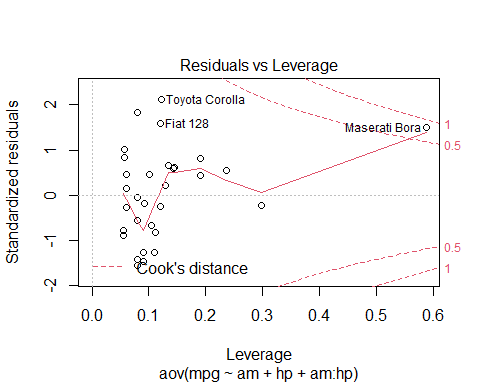 Residuals vs Leverage
Standardized residuals
2
1
0
-1
-2
Toyota Corolla
Fiat 128
Maserati Bora
1
0.5
0.5
1
Cook's distance
0.0 0.1 0.2 0.3 0.4 0.5 0.6
Leverage
aov(mpg ~ am + hp + am:hp)